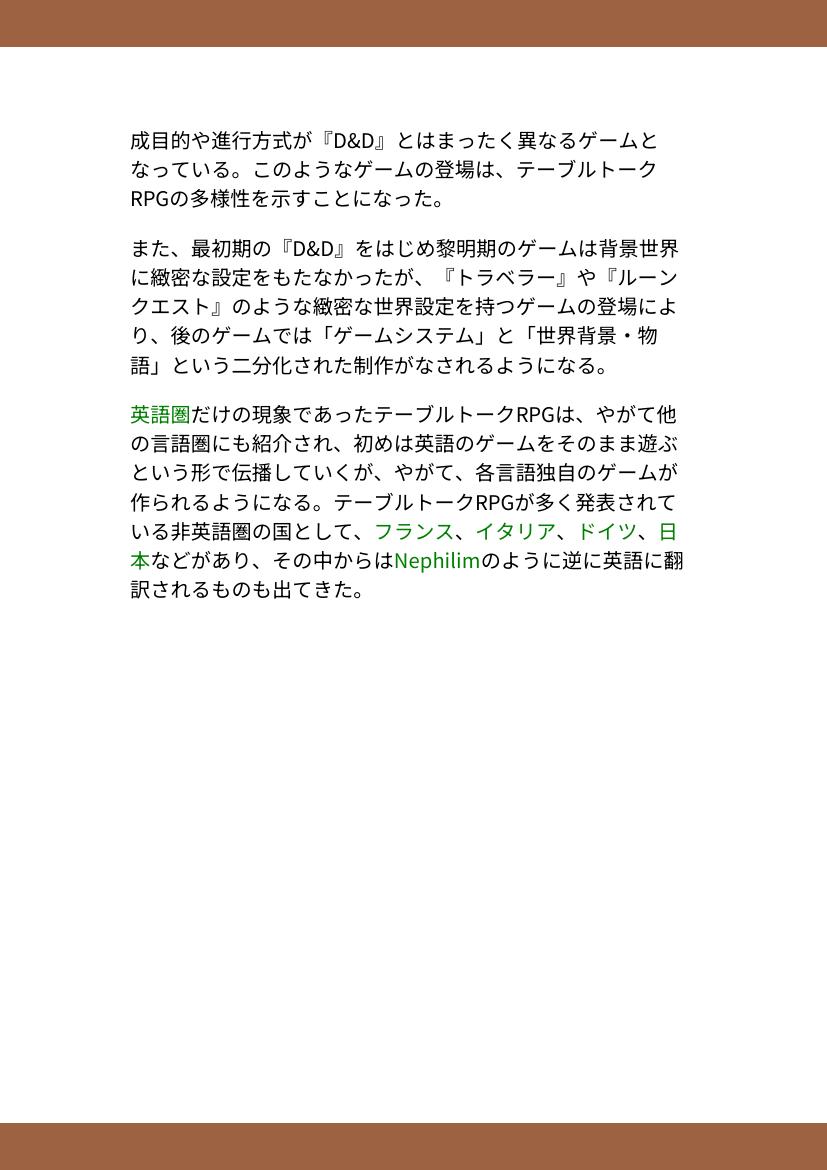 成目的や進行方式が『D&D』とはまったく異なるゲームと
なっている。このようなゲームの登場は、テーブルトーク
RPGの多様性を示すことになった。
また、最初期の『D&D』をはじめ黎明期のゲームは背景世界
に緻密な設定をもたなかったが、『トラベラー』や『ルーン
クエスト』のような緻密な世界設定を持つゲームの登場によ
り、後のゲームでは「ゲームシステム」と「世界背景・物
語」という二分化された制作がなされるようになる。
英語圏だけの現象であったテーブルトークRPGは、やがて他
の言語圏にも紹介され、初めは英語のゲームをそのまま遊ぶ
という形で伝播していくが、やがて、各言語独自のゲームが
作られるようになる。テーブルトークRPGが多く発表されて
いる非英語圏の国として、フランス、イタリア、ドイツ、日
本などがあり、その中からはNephilimのように逆に英語に翻
訳されるものも出てきた。